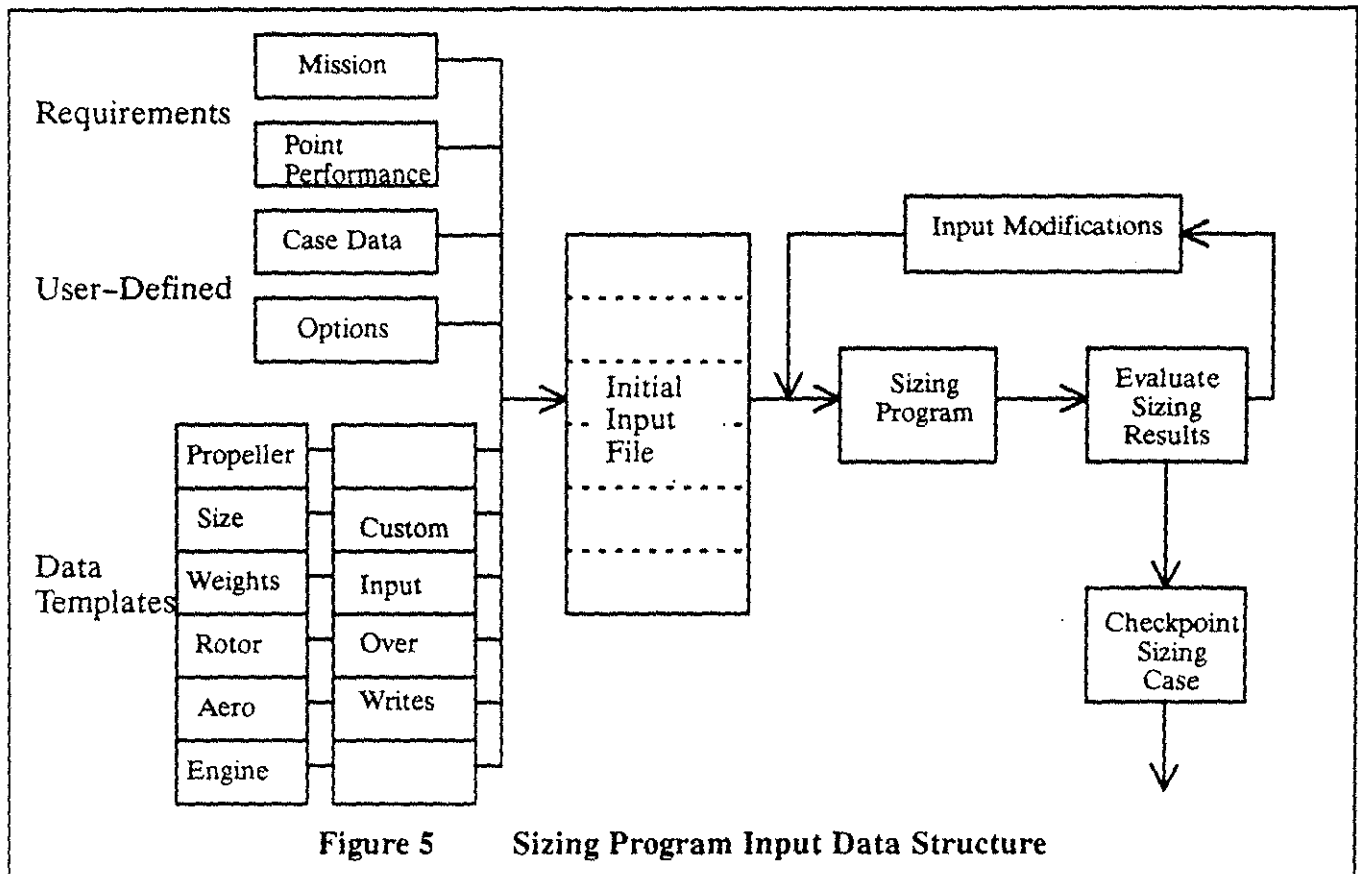 Mission
Requirements
Point
Performance
Case Data
User-Defined
Options
Input Modifications
Initial
Input
File
Sizing
Program
Evaluate
Sizing
Results
Propeller
Size
Custom
Data
Templates
Weights
Input
Rotor
Over
Aero
Writes
Engine
Checkpoint
Sizing
Case
Figure 5 Sizing Program Input Data Structure